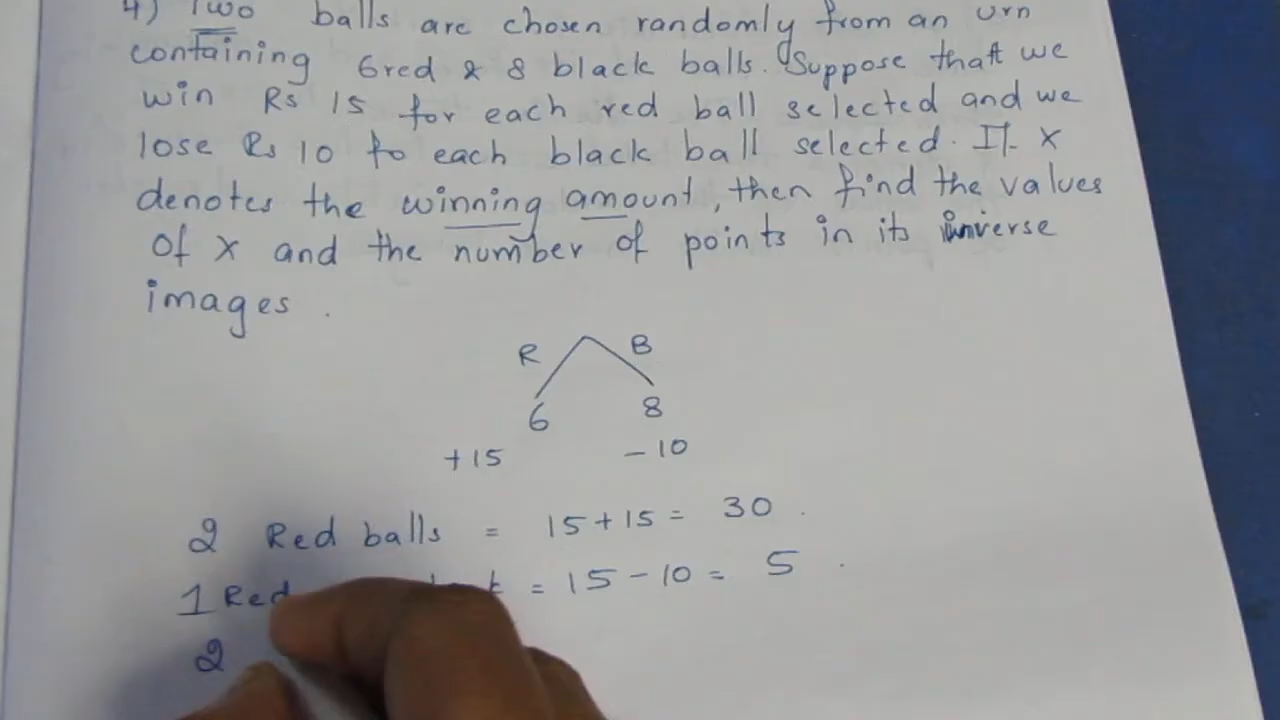 4) Two balls are chosen randomly from an urn
containing 6red & 8 black balls. Suppose that we
win Rs 15 for each red ball selected and we
lose Rs 10 fo each black ball selected. If x
denotes the winning amount, then find the values
Of x and the number of points in its inverse
images.
R B
6 8
+15 -10
2 Red balls = 15+15 = 30.
1 Red = 15-10 = 5.
2